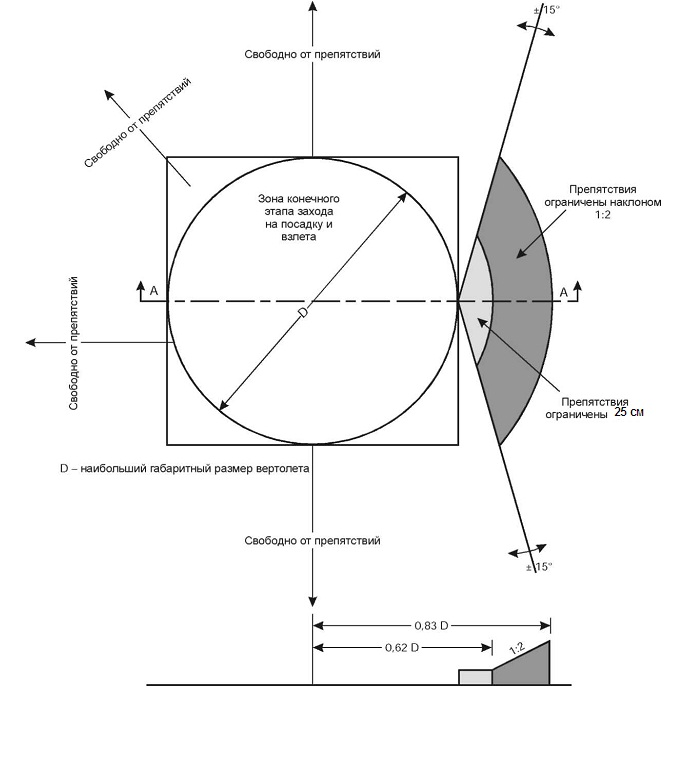 ± 15°
Свободно от препятствий
Свободно от препятствий
Зона конечного
этапа захода
на посадку и
взлета
Препятствия
ограничены наклоном
1:2
A
A
D
Свободно от препятствий
Препятствия
ограничены 25 см
D – наибольший габаритный размер вертолета
Свободно от препятствий
± 15°
0,83 D
0,62 D
1:2